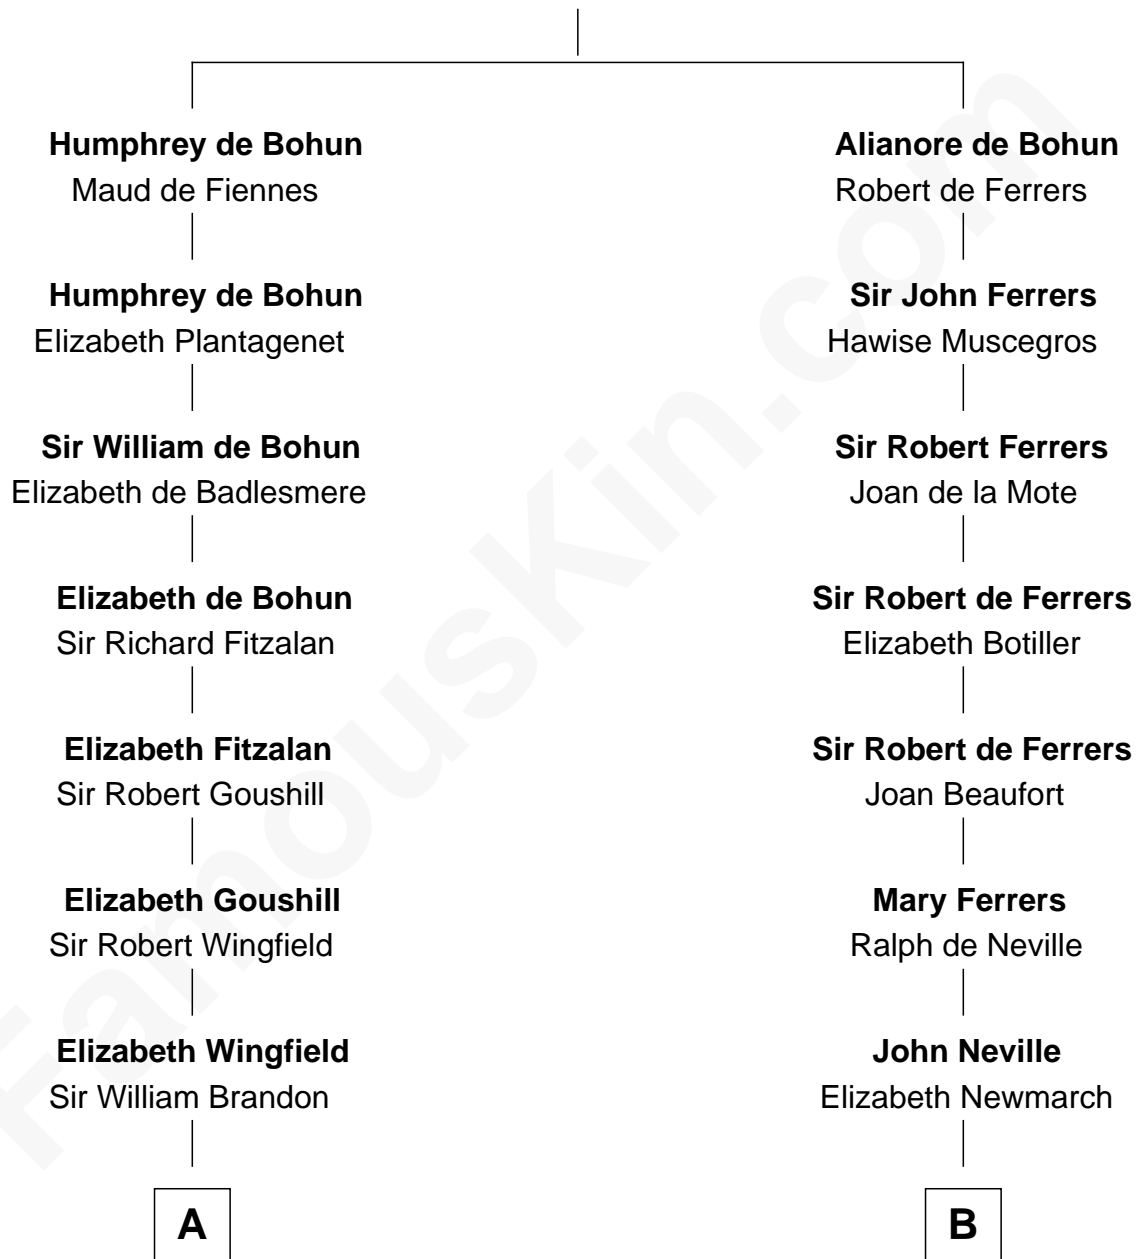 Humphrey de Bohun
Maud de Fiennes
Humphrey de Bohun
Elizabeth Plantagenet
Sir William de Bohun
Elizabeth de Badlesmere
Elizabeth de Bohun
Sir Richard Fitzalan
Elizabeth Fitzalan
Sir Robert Goushill
Elizabeth Goushill
Sir Robert Wingfield
Elizabeth Wingfield
Sir William Brandon
A
Alianore de Bohun
Robert de Ferrers
Sir John Ferrers
Hawise Muscegros
Sir Robert Ferrers
Joan de la Mote
Sir Robert de Ferrers
Elizabeth Botiller
Sir Robert de Ferrers
Joan Beaufort
Mary Ferrers
Ralph de Neville
John Neville
Elizabeth Newmarch
B
FamousKin.com